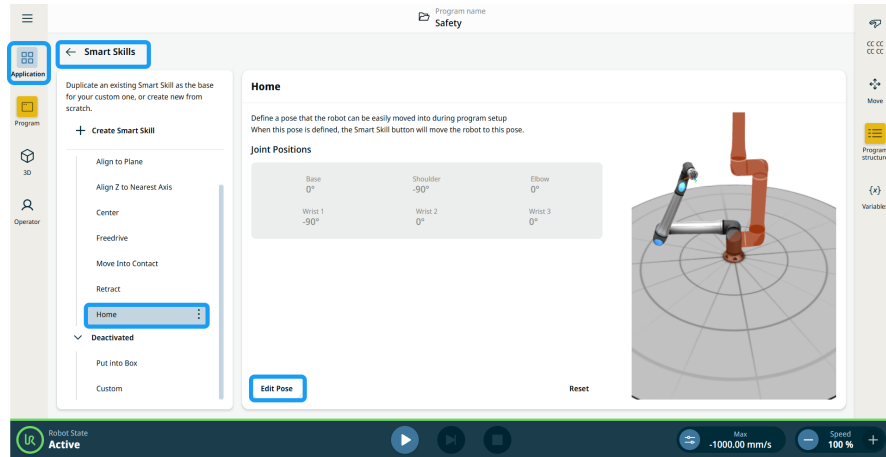 Program name
Safety
Application
Program
3D
Operator
Smart Skills
Duplicate an existing Smart Skill as the base
for your custom one, or create new from
scratch.
Create Smart Skill
Align to Plane
Align Z to Nearest Axis
Center
Freedrive
Move Into Contact
Retract
Home
Deactivated
Put into Box
Custom
Home
Define a pose that the robot can be easily moved into during program setup
When this pose is defined, the Smart Skill button will move the robot to this pose.
Joint Positions
Base
0°
Shoulder
-90°
Elbow
0°
Wrist 1
-90°
Wrist 2
0°
Wrist 3
0°
Edit Pose
Reset
CC CC
CC CC
Move
Program
structure
{x}
Variables
UR
Robot State
Active
Max
-1000.00 mm/s
Speed
100 %